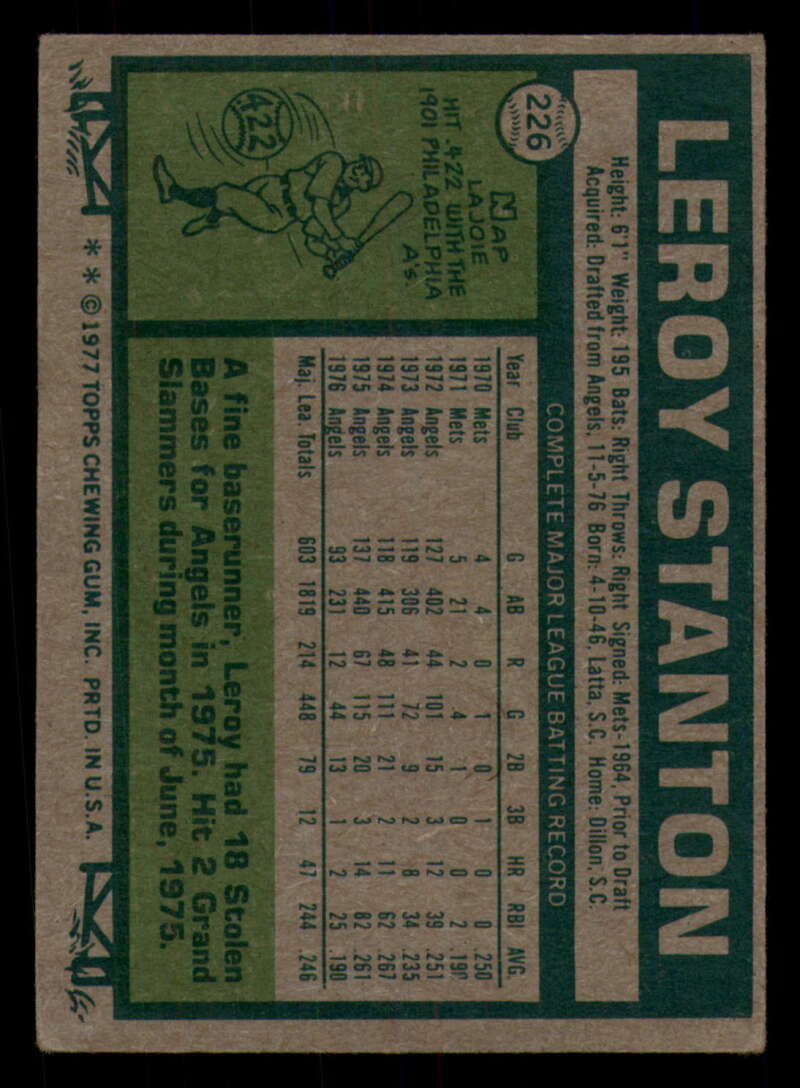 226
LEROY STANTON
Height: 6'1" Weight: 195 Bats: Right Throws: Right Signed: Mets-1964, Prior to Draft
Acquired: Drafted from Angels, 11-5-76 Born: 4-10-46, Latta, S.C. Home: Dillon, S.C.
COMPLETE MAJOR LEAGUE BATTING RECORD
Year Club G AB R G 2B 3B HR RBI AVG.
1970 Mets 4 4 0 1 0 1 0 0 .250
1971 Mets 5 21 2 4 1 0 0 2 .190
1972 Angels 127 402 44 101 15 3 12 39 .251
1973 Angels 119 306 41 72 9 2 8 34 .235
1974 Angels 118 415 48 111 21 2 11 62 .267
1975 Angels 137 440 67 115 20 3 14 82 .261
1976 Angels 93 231 12 44 13 1 2 25 .190
Maj. Lea. Totals 603 1819 214 448 79 12 47 244 .246
NAP
LAJOIE
HIT .422 WITH THE
1901 PHILADELPHIA
A's.
.422
A fine baserunner, Leroy had 18 Stolen
Bases for Angels in 1975. Hit 2 Grand
Slammers during month of June, 1975.
* * © 1977 TOPPS CHEWING GUM, INC. PRTD. IN U.S.A.